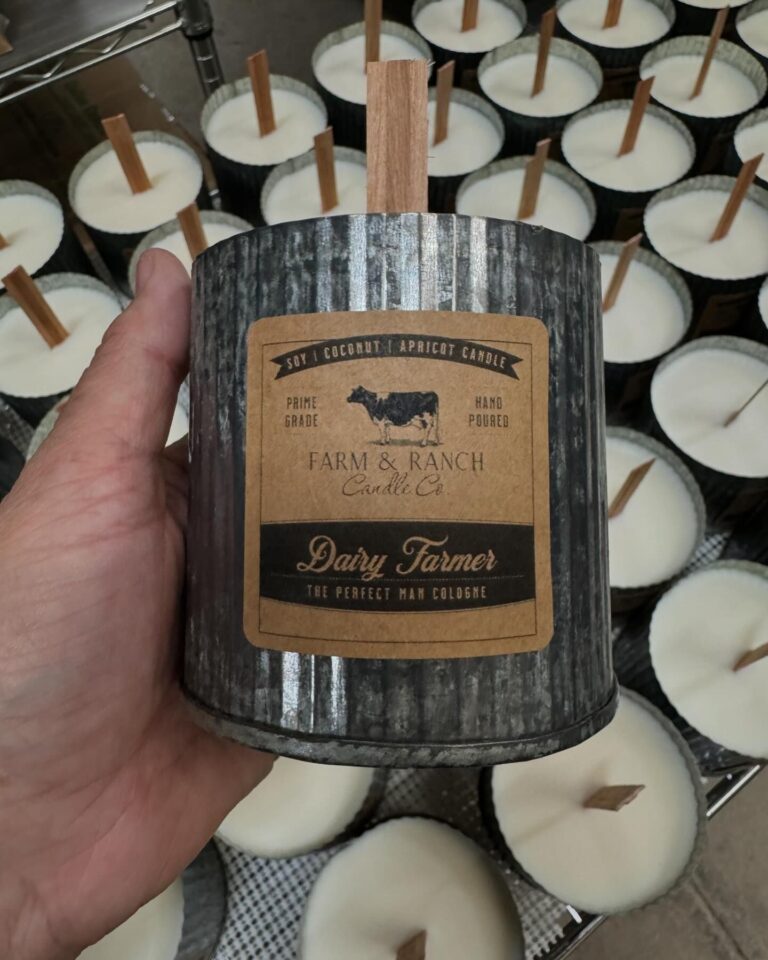 SOY | COCONUT | APRICOT CANDLE
PRIME GRADE
HAND POURED
FARM & RANCH
Candle Co.
Dairy Farmer
THE PERFECT MAN COLOGNE